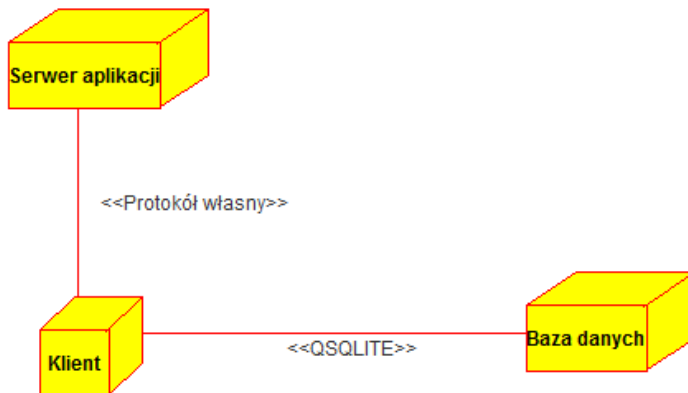 Serwer aplikacji
<<Protokół własny>>
<<QSQLITE>>
Baza danych
Klient